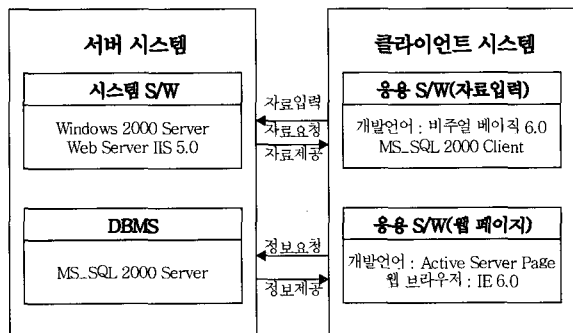 서버 시스템
시스템 S/W
Windows 2000 Server
Web Server IIS 5.0
DBMS
MS_SQL 2000 Server
자료입력
자료요청
자료제공
정보요청
정보제공
클라이언트 시스템
응용 S/W(자료입력)
개발언어 : 비주얼 베이직 6.0
MS_SQL 2000 Client
응용 S/W(웹 페이지)
개발언어 : Active Server Page
웹 브라우저 : IE 6.0